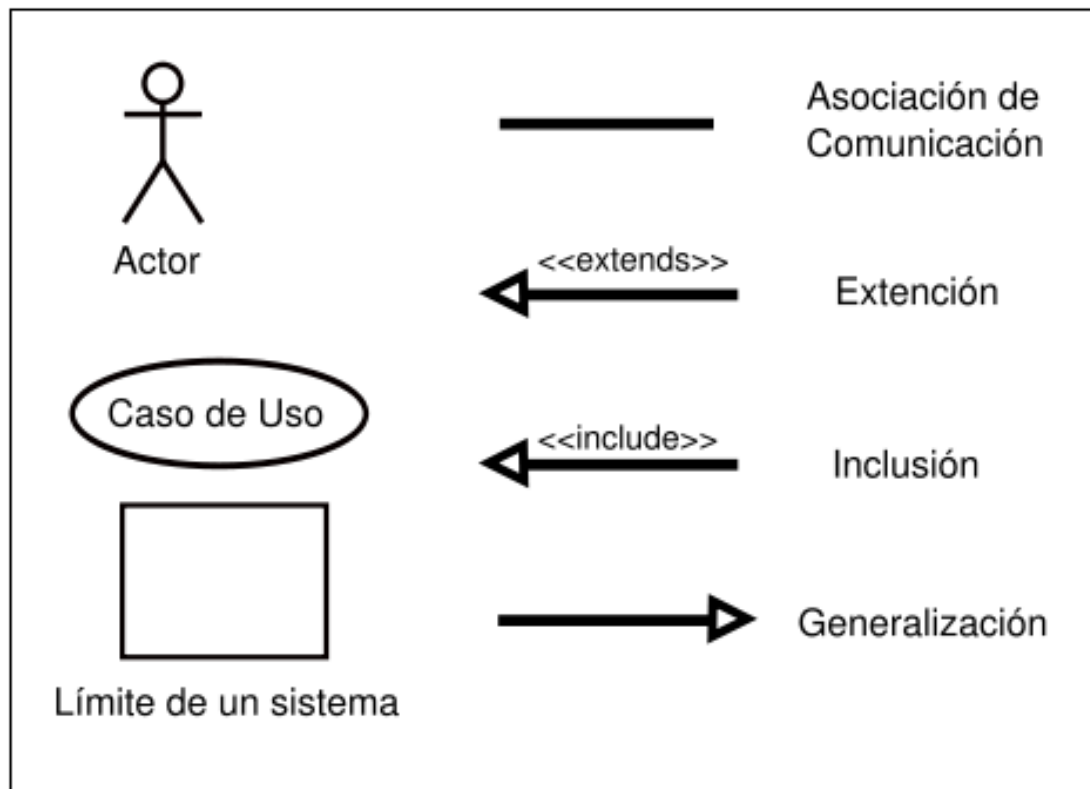 Actor
Caso de Uso
Límite de un sistema
Asociación de
Comunicación
<<extends>>
Extención
<<include>>
Inclusión
Generalización